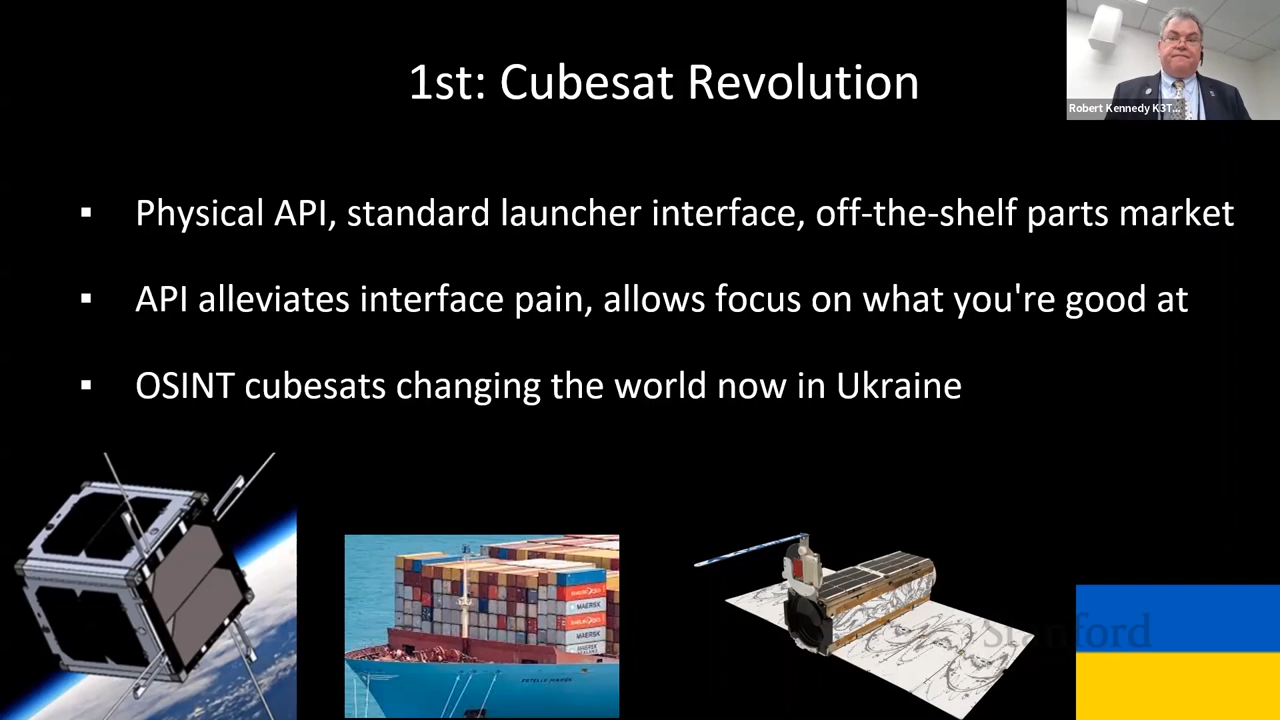 1st: Cubesat Revolution
Robert Kennedy K3T...
▪ Physical API, standard launcher interface, off-the-shelf parts market
▪ API alleviates interface pain, allows focus on what you're good at
▪ OSINT cubesats changing the world now in Ukraine
MAERSK
MAERSK
Stanford